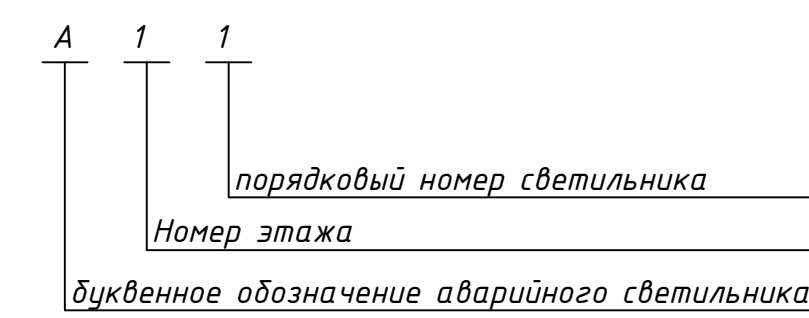 А 1 1
порядковый номер светильника
Номер этажа
буквенное обозначение аварийного светильника